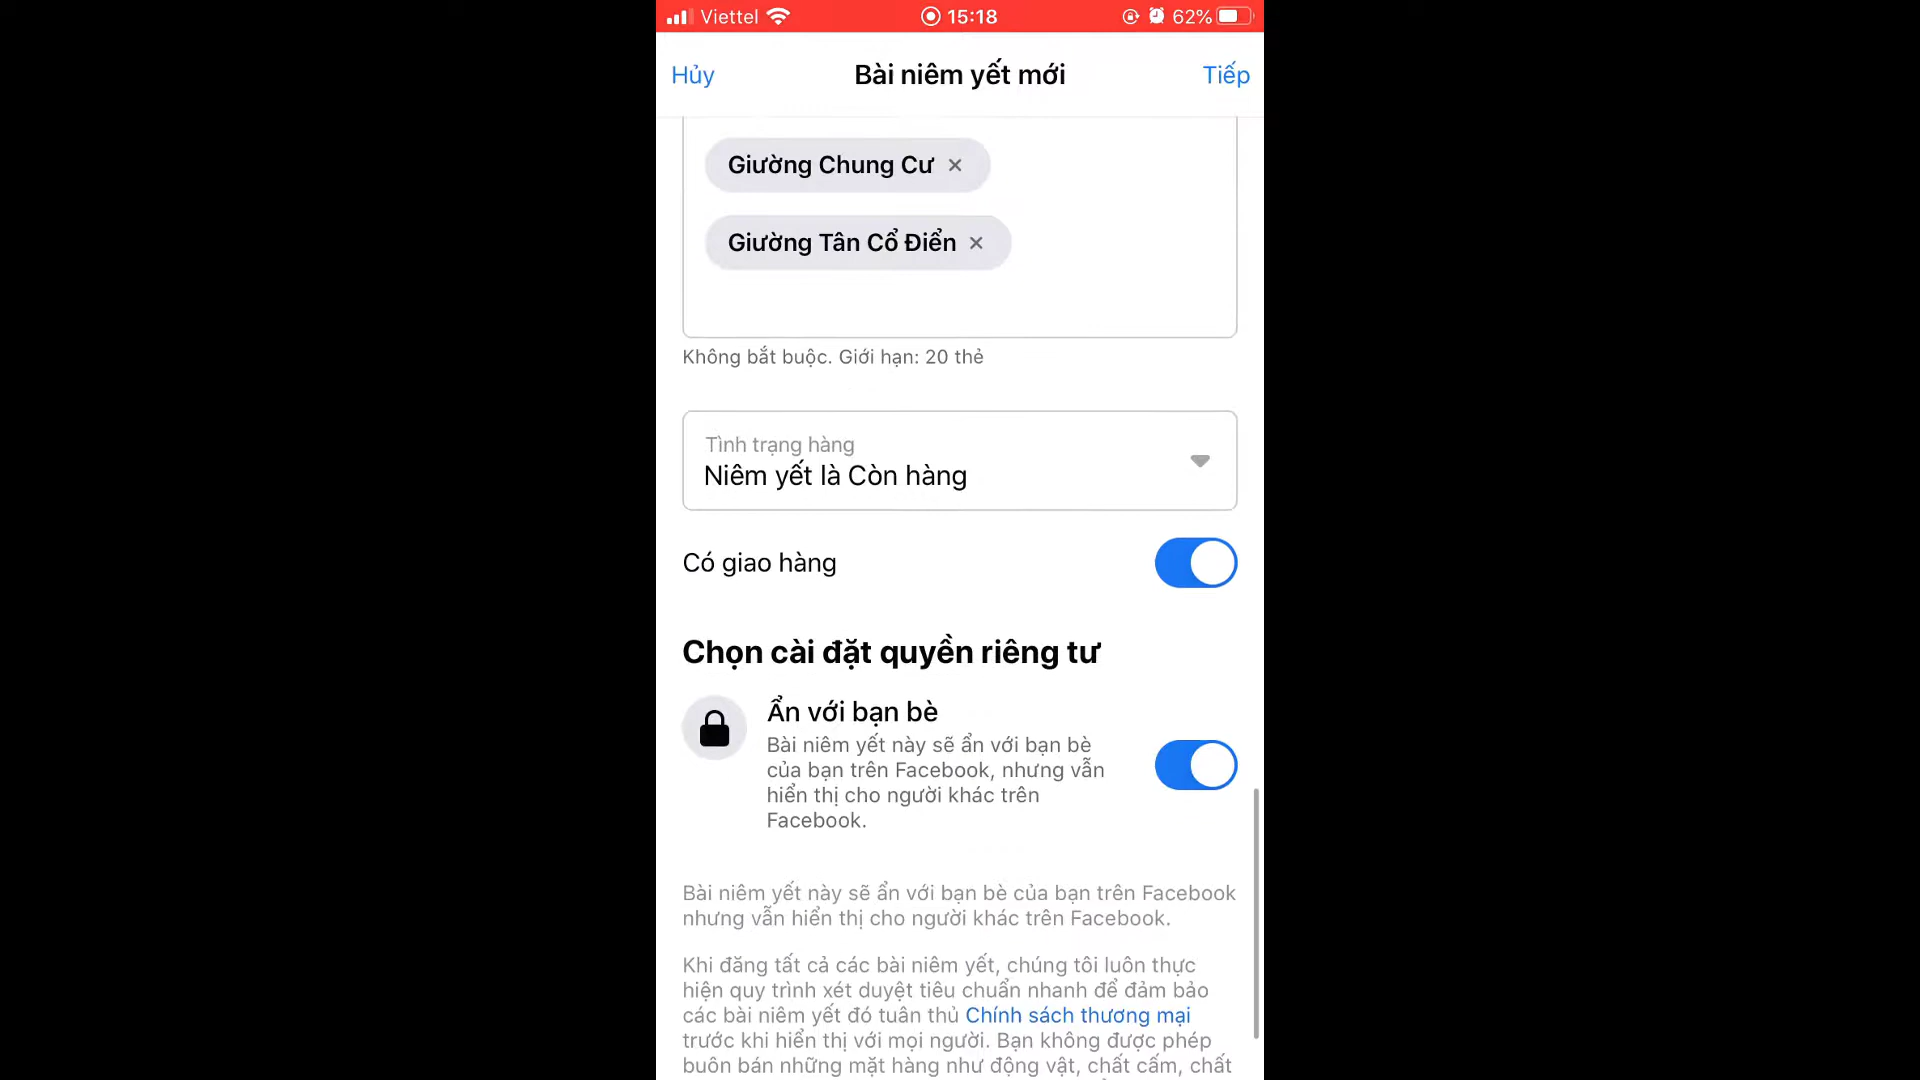 Viettel 15:18 62%
Hủy Bài niêm yết mới Tiếp
Giường Chung Cư ×
Giường Tân Cổ Điển ×
Không bắt buộc. Giới hạn: 20 thẻ
Tình trạng hàng
Niêm yết là Còn hàng
Có giao hàng
Chọn cài đặt quyền riêng tư
Ẩn với bạn bè
Bài niêm yết này sẽ ẩn với bạn bè
của bạn trên Facebook, nhưng vẫn
hiển thị cho người khác trên
Facebook.
Bài niêm yết này sẽ ẩn với bạn bè của bạn trên Facebook
nhưng vẫn hiển thị cho người khác trên Facebook.
Khi đăng tất cả các bài niêm yết, chúng tôi luôn thực
hiện quy trình xét duyệt tiêu chuẩn nhanh để đảm bảo
các bài niêm yết đó tuân thủ Chính sách thương mại
trước khi hiển thị với mọi người. Bạn không được phép
buôn bán những mặt hàng như động vật, chất cấm, chất